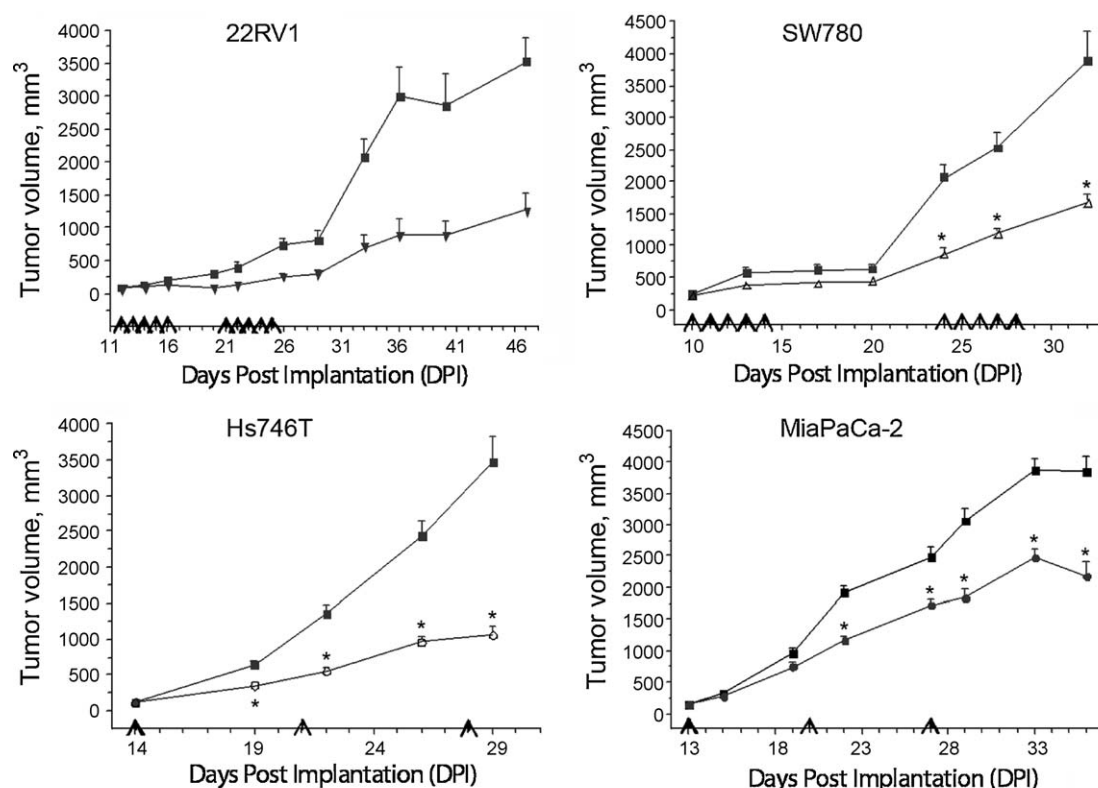 22RV1
Tumor volume, mm³
4000
3500
3000
2500
2000
1500
1000
500
0
11 16 21 26 31 36 41 46
Days Post Implantation (DPI)
SW780
Tumor volume, mm³
4500
4000
3500
3000
2500
2000
1500
1000
500
0
* * *
10 15 20 25 30
Days Post Implantation (DPI)
Hs746T
Tumor volume, mm³
4000
3500
3000
2500
2000
1500
1000
500
0
* * * *
14 19 24 29
Days Post Implantation (DPI)
MiaPaCa-2
Tumor volume, mm³
4500
4000
3500
3000
2500
2000
1500
1000
500
0
* * * * *
13 19 23 28 33
Days Post Implantation (DPI)